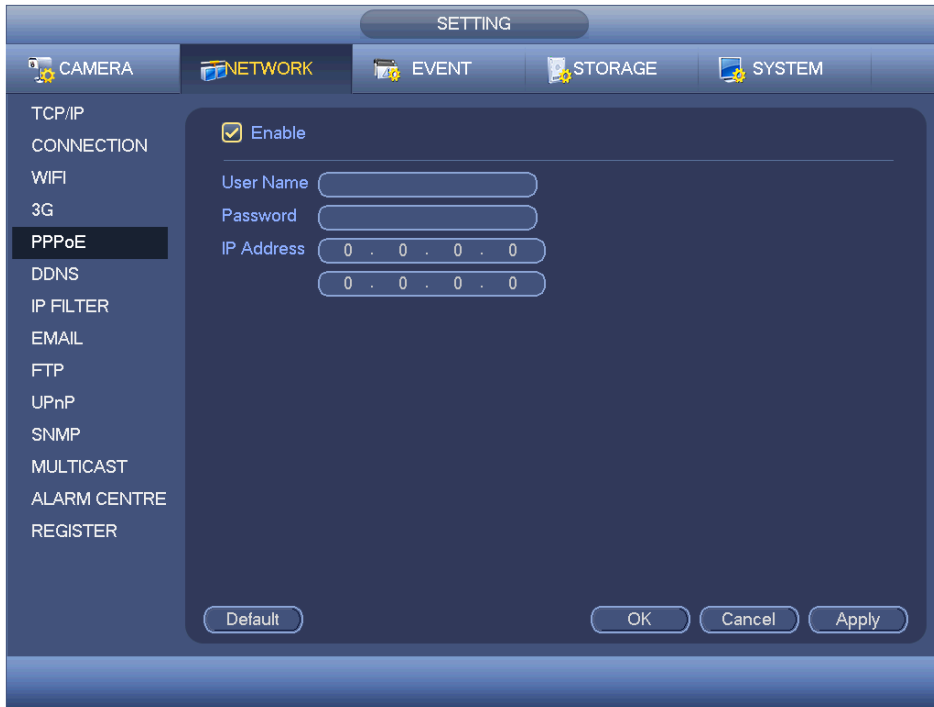 SETTING
CAMERA NETWORK EVENT STORAGE SYSTEM
TCP/IP
CONNECTION
WIFI
3G
PPPoE
DDNS
IP FILTER
EMAIL
FTP
UPnP
SNMP
MULTICAST
ALARM CENTRE
REGISTER
Enable
User Name
Password
IP Address 0 . 0 . 0 . 0
0 . 0 . 0 . 0
Default OK Cancel Apply